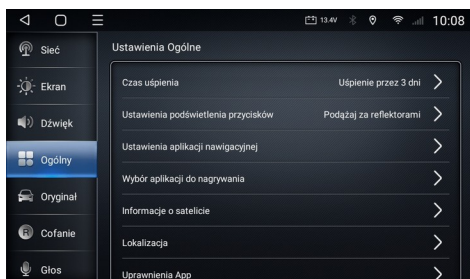 13.4V 10:08
Sieć
Ekran
Dźwięk
Ogólny
Oryginał
R Cofanie
Głos
Ustawienia Ogólne
Czas uśpienia Uśpienie przez 3 dni
Ustawienia podświetlenia przycisków Podążaj za reflektorami
Ustawienia aplikacji nawigacyjnej
Wybór aplikacji do nagrywania
Informacje o satelicie
Lokalizacja
Uprawnienia App